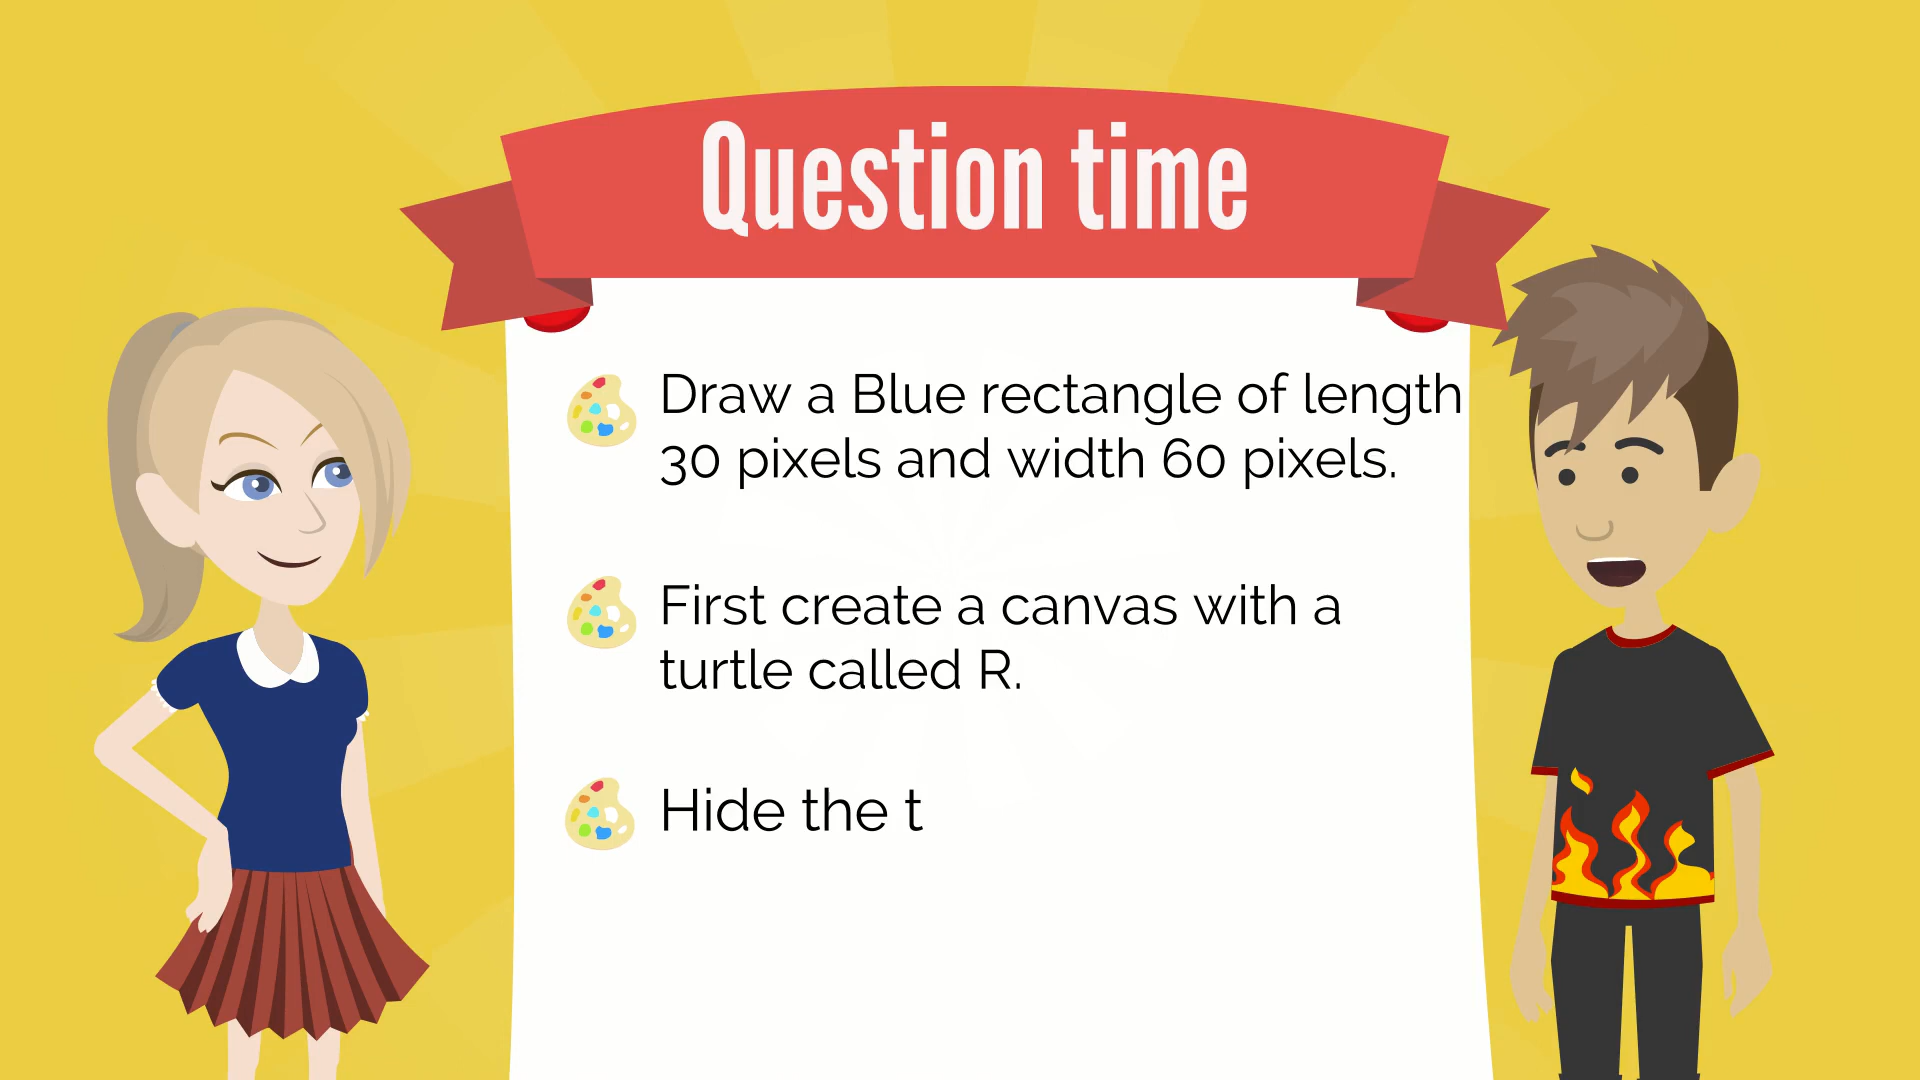 Question time
Draw a Blue rectangle of length
30 pixels and width 60 pixels.
First create a canvas with a
turtle called R.
Hide the t